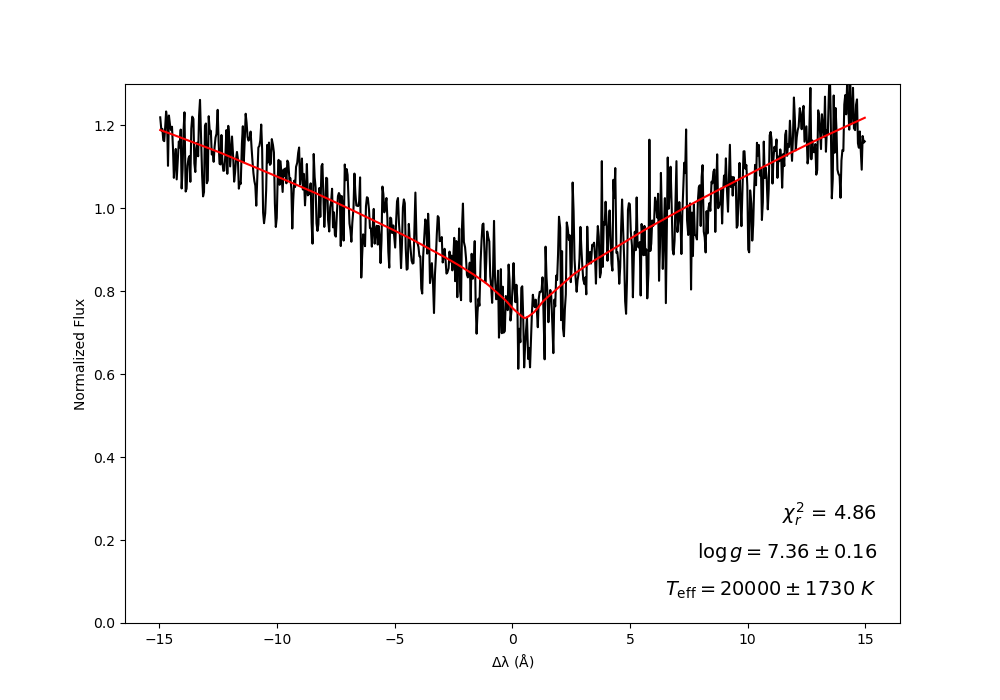 1.2
1.0
0.8
0.6
0.4
0.2
0.0
Normalized Flux
χ²ᵣ = 4.86
log g = 7.36 ± 0.16
T_eff = 20000 ± 1730 K
−15 −10 −5 0 5 10 15
Δλ (Å)